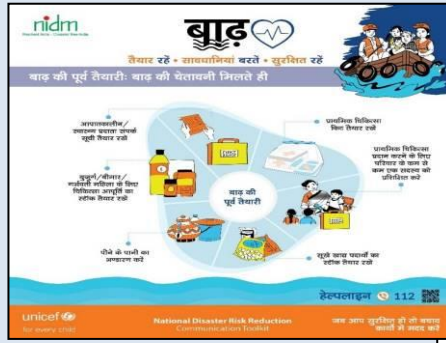 nidm
बाढ़
तैयार रहें • सावधानियां बरतें • सुरक्षित रहें
बाढ़ की पूर्व तैयारीः बाढ़ की चेतावनी मिलते ही
आपातकालीन/
स्वास्थ्य प्रदाता संपर्क
सूची तैयार रखें
प्राथमिक चिकित्सा
किट तैयार रखें
बुजुर्ग/बीमार/
गर्भवती महिला के लिए
चिकित्सा आपूर्ति का
स्टॉक तैयार रखें
प्राथमिक चिकित्सा
प्रदान करने के लिए
परिवार के कम से
कम एक सदस्य को
प्रशिक्षित करें
बाढ़ की
पूर्व तैयारी
पीने के पानी का
भण्डारण करें
सूखे खाद्य पदार्थों का
स्टॉक तैयार रखें
हेल्पलाइन 112
unicef
for every child
National Disaster Risk Reduction
Communication Toolkit
जब आप सुरक्षित हों तो बचाव
कार्यों में मदद करें